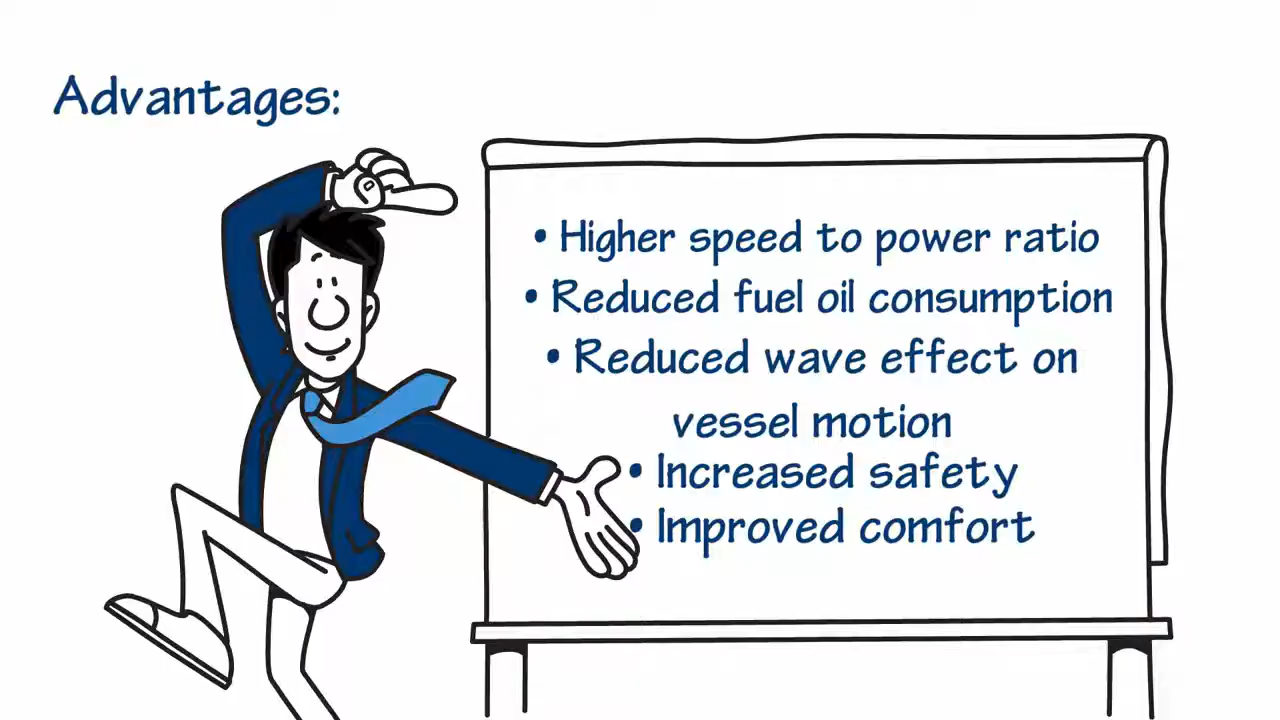 Advantages:
• Higher speed to power ratio
• Reduced fuel oil consumption
• Reduced wave effect on
vessel motion
• Increased safety
• Improved comfort